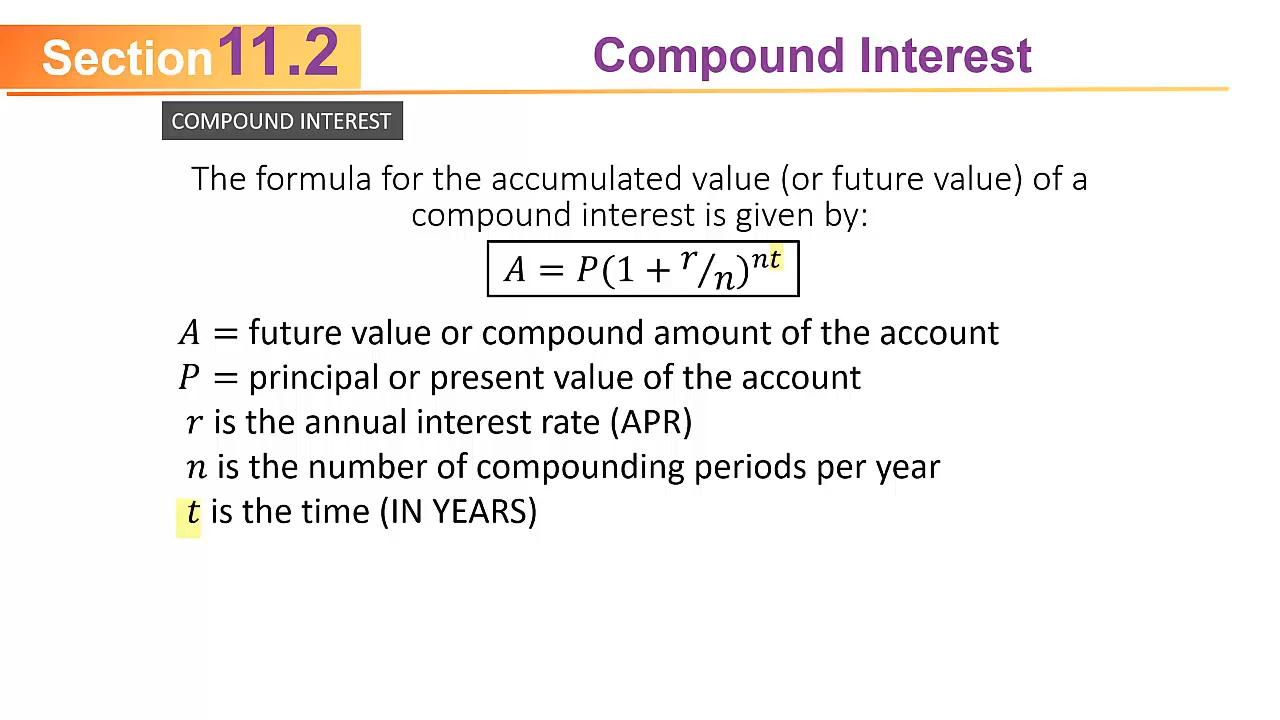 Section 11.2
Compound Interest
COMPOUND INTEREST
The formula for the accumulated value (or future value) of a
compound interest is given by:
A = P(1 + r/n)^{nt}
A = future value or compound amount of the account
P = principal or present value of the account
r is the annual interest rate (APR)
n is the number of compounding periods per year
t is the time (IN YEARS)